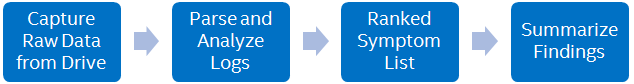 Capture
Raw Data
from Drive
Parse and
Analyze
Logs
Ranked
Symptom
List
Summarize
Findings